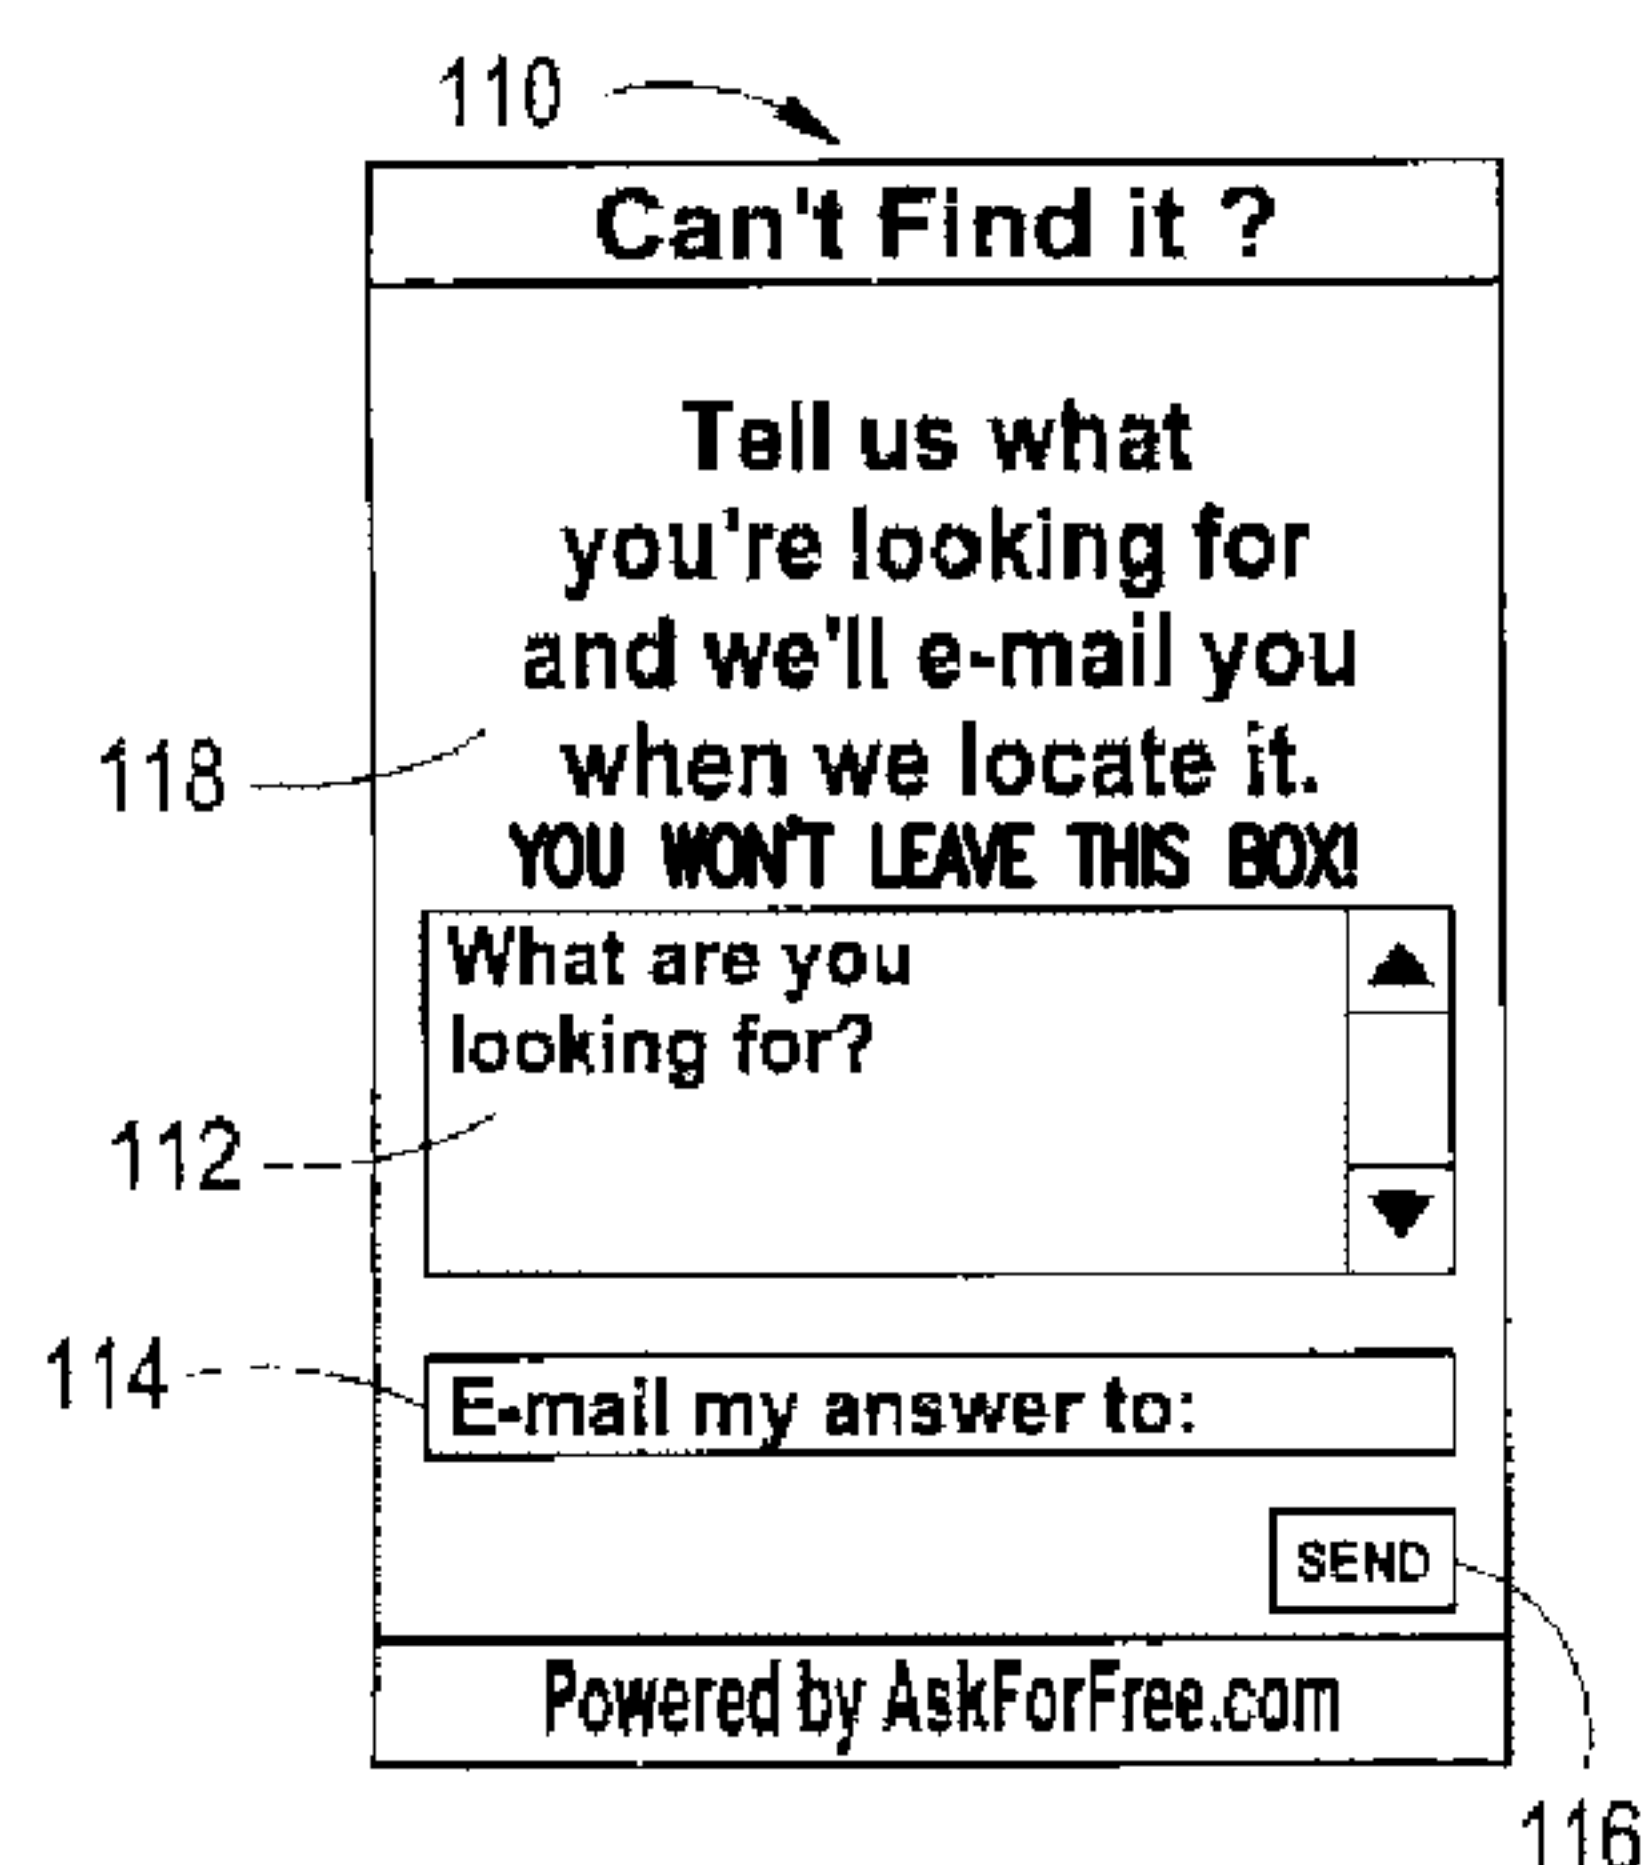 110
Can't Find it ?
Tell us what
you're looking for
and we'll e-mail you
when we locate it.
118
YOU WON'T LEAVE THIS BOX!
What are you
looking for?
112
114
E-mail my answer to:
SEND
Powered by AskForFree.com
116